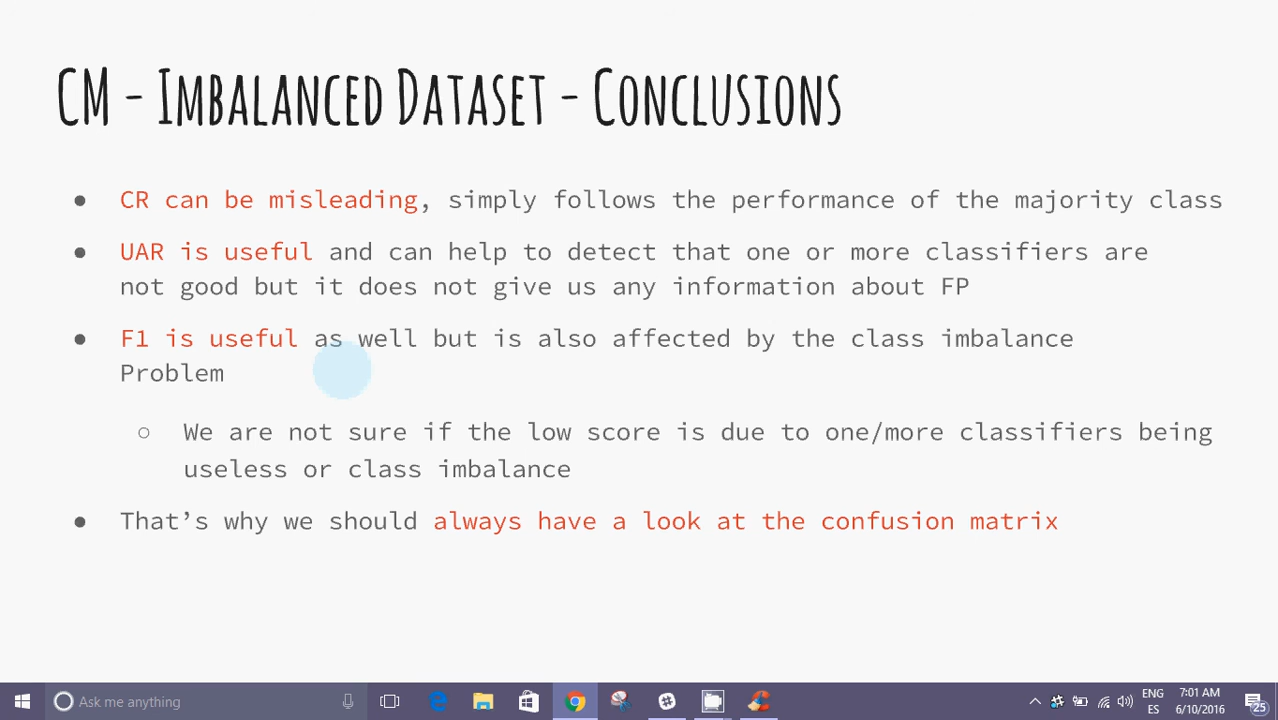 CM - Imbalanced Dataset - Conclusions
● CR can be misleading, simply follows the performance of the majority class
● UAR is useful and can help to detect that one or more classifiers are
not good but it does not give us any information about FP
● F1 is useful as well but is also affected by the class imbalance
Problem
○ We are not sure if the low score is due to one/more classifiers being
useless or class imbalance
● That's why we should always have a look at the confusion matrix
Ask me anything
ENG
ES
7:01 AM
6/10/2016
25